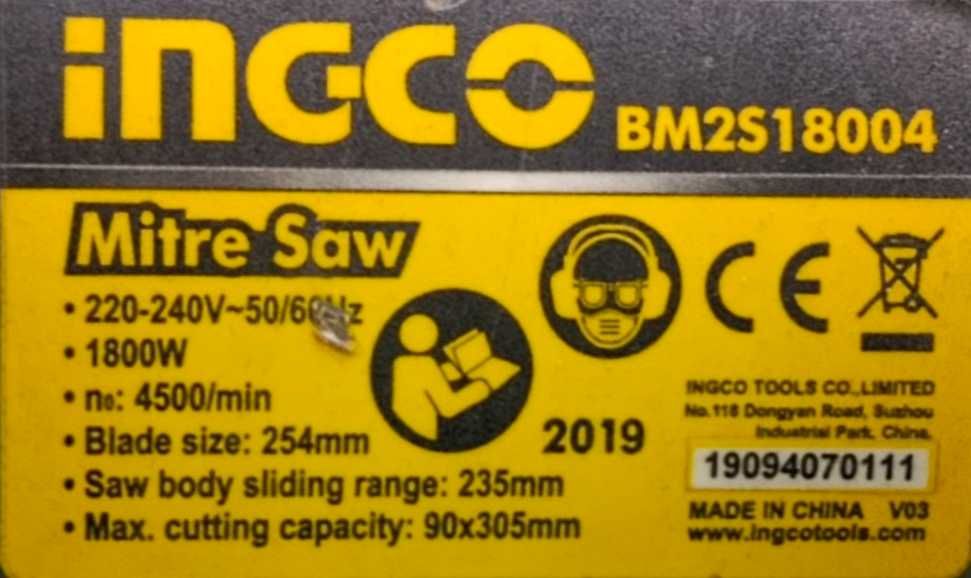 INGCO
BM2S18004
Mitre Saw
• 220-240V~50/60Hz
• 1800W
• n₀: 4500/min
• Blade size: 254mm
• Saw body sliding range: 235mm
• Max. cutting capacity: 90x305mm
2019
CE
INGCO TOOLS CO.,LIMITED
No.118 Dongyan Road, Suzhou
Industrial Park, China.
19094070111
MADE IN CHINA V03
www.ingcotools.com